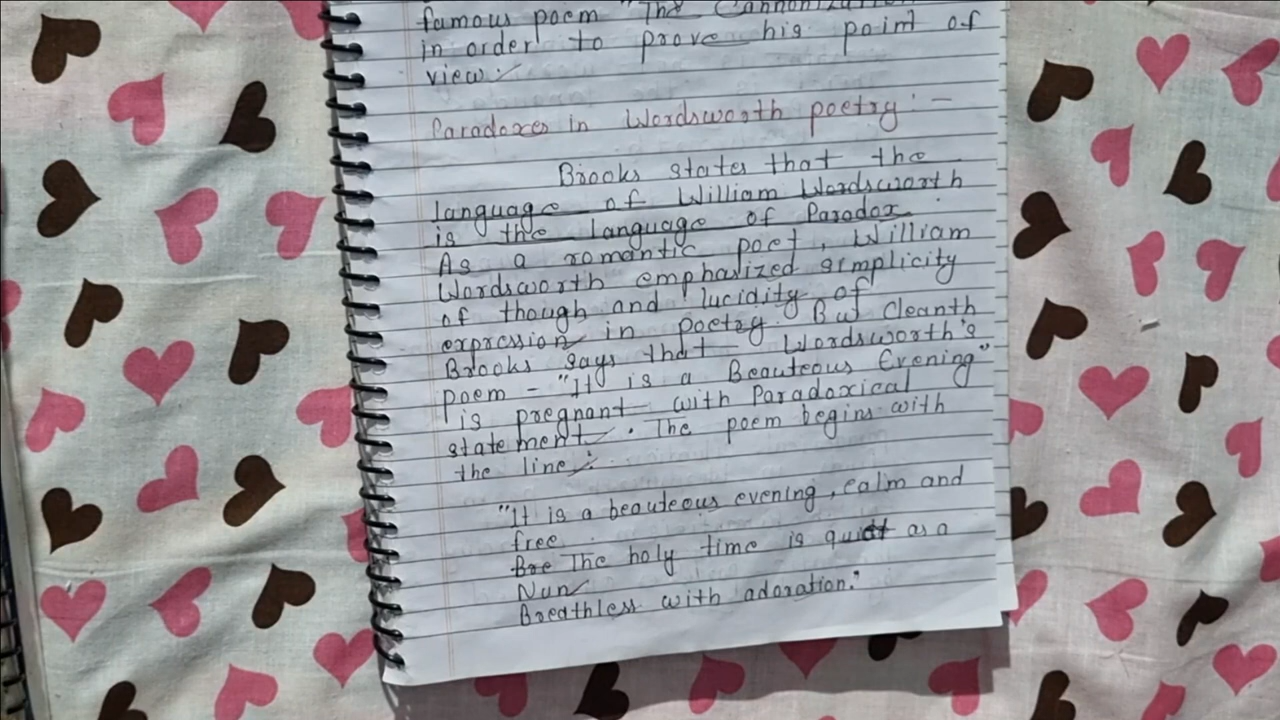 famous poem "The Cannonization
in order to prove his point of
view:
Paradoxes in Wordsworth poetry: -
Brooks states that the
language of William Wordsworth
is the language of Paradox.
As a romantic poet, William
Wordsworth emphasized simplicity
of though and lucidity of
expression in poetry. But Cleanth
Brooks says that Wordsworth's
poem - "It is a Beauteous Evening"
is pregnant with Paradoxical
statement. The poem begins with
the line:
"It is a beauteous evening, calm and
free
Bre The holy time is quiet as a
Nun
Breathless with adoration."